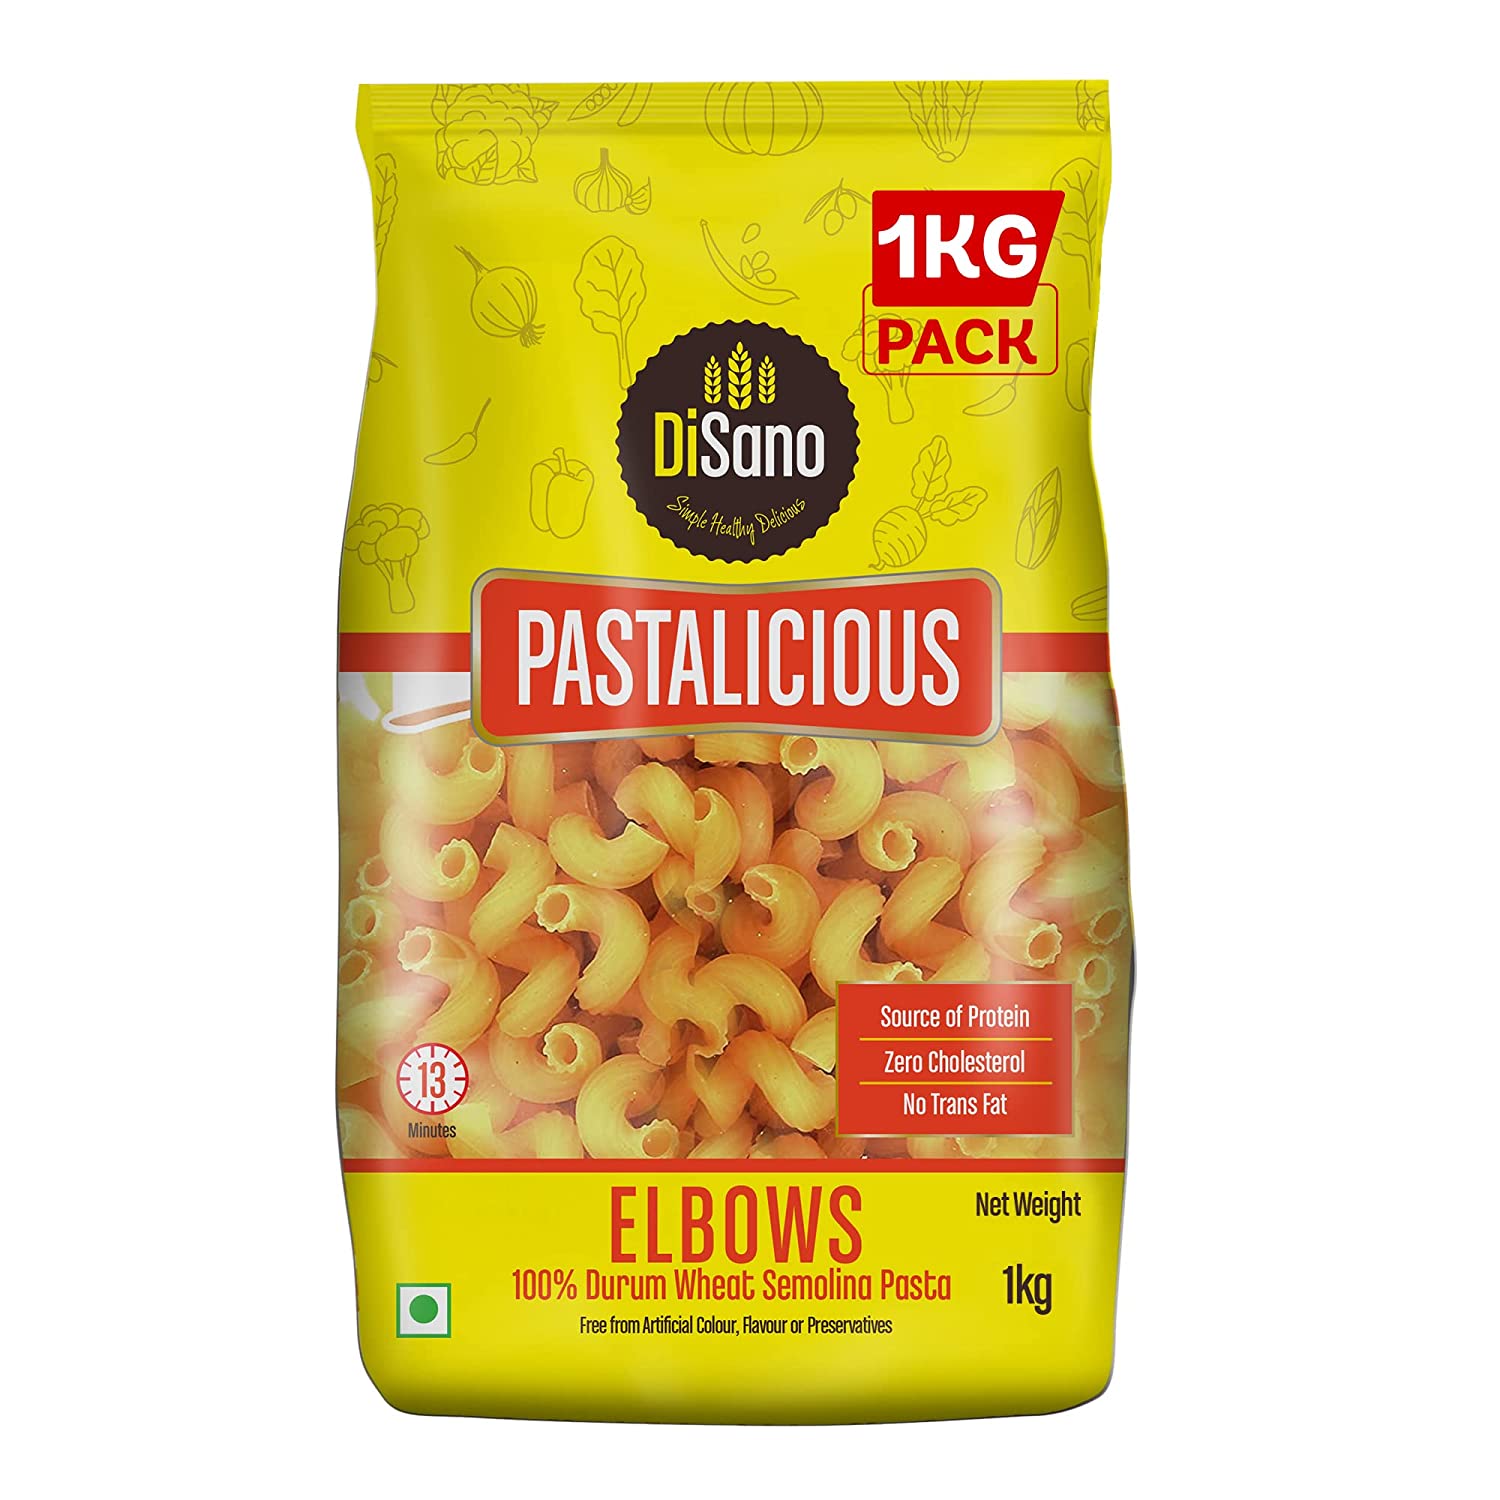 1KG
PACK
DiSano
Simple Healthy Delicious
PASTALICIOUS
Source of Protein
Zero Cholesterol
No Trans Fat
13
Minutes
ELBOWS
100% Durum Wheat Semolina Pasta
Free from Artificial Colour, Flavour or Preservatives
Net Weight
1kg